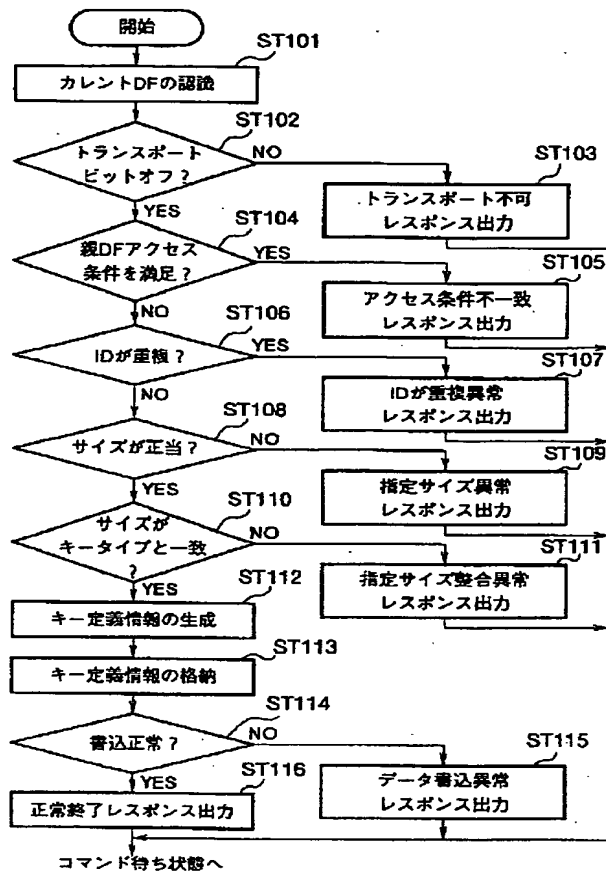 開始
ST101
カレントDFの認識
ST102
トランスポート
ビットオフ？
NO
ST103
トランスポート不可
レスポンス出力
YES
ST104
親DFアクセス
条件を満足？
YES
ST105
アクセス条件不一致
レスポンス出力
NO
ST106
IDが重複？
YES
ST107
IDが重複異常
レスポンス出力
NO
ST108
サイズが正当？
NO
ST109
指定サイズ異常
レスポンス出力
YES
ST110
サイズが
キータイプと一致
？
NO
ST111
指定サイズ整合異常
レスポンス出力
YES
ST112
キー定義情報の生成
ST113
キー定義情報の格納
ST114
書込正常？
NO
ST115
データ書込異常
レスポンス出力
YES
ST116
正常終了レスポンス出力
コマンド待ち状態へ